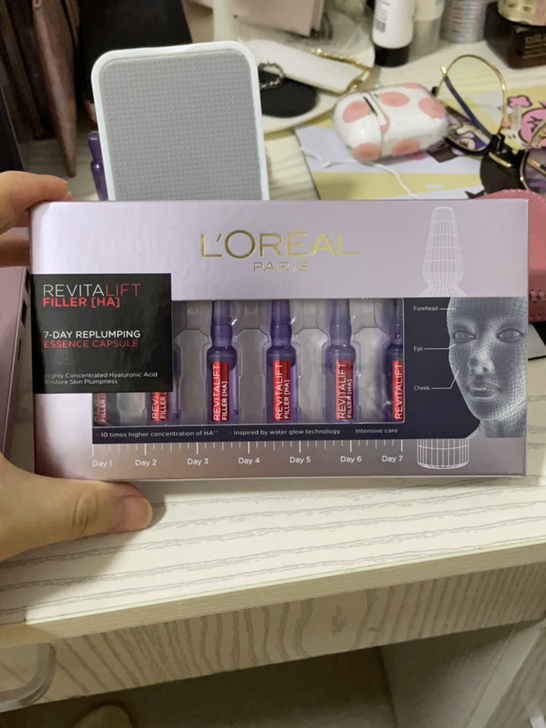 L'ORÉAL
PARIS
REVITALIFT
FILLER [HA]
7-DAY REPLUMPING
ESSENCE CAPSULE
Highly Concentrated Hyaluronic Acid
Restore Skin Plumpness
Forehead
Eye
Cheek
REVITALIFT
FILLER [HA]
REVITALIFT
FILLER [HA]
REVITALIFT
FILLER [HA]
REVITALIFT
· 10 times higher concentration of HA** · Inspired by water glow technology · Intensive care
Day 1 Day 2 Day 3 Day 4 Day 5 Day 6 Day 7